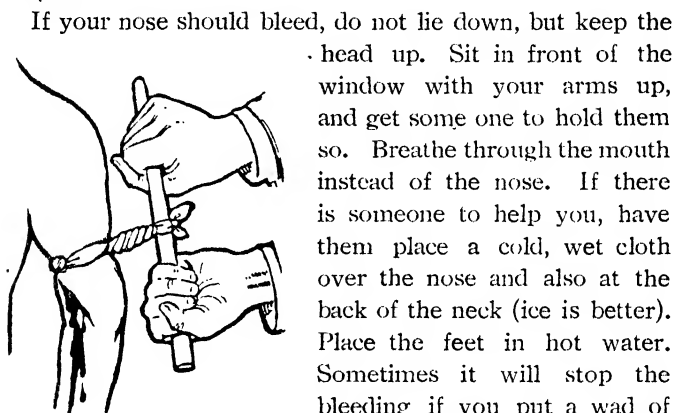 If your nose should bleed, do not lie down, but keep the
head up. Sit in front of the
window with your arms up,
and get some one to hold them
so. Breathe through the mouth
instead of the nose. If there
is someone to help you, have
them place a cold, wet cloth
over the nose and also at the
back of the neck (ice is better).
Place the feet in hot water.
Sometimes it will stop the
bleeding if you put a wad of